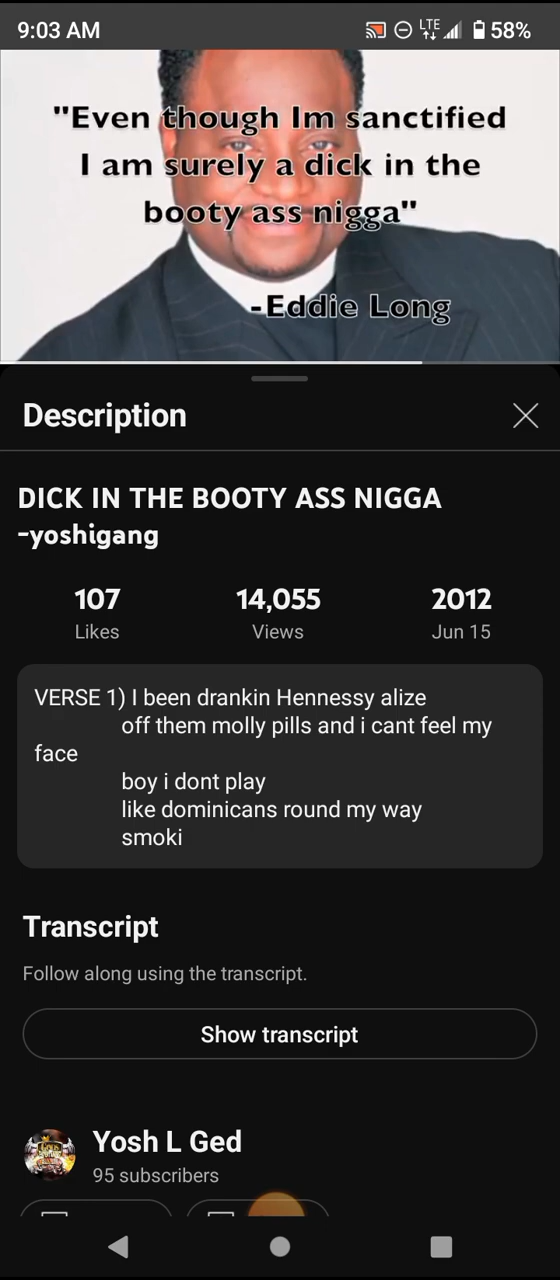 9:03 AM
LTE
58%
"Even though Im sanctified
I am surely a dick in the
booty ass nigga"
-Eddie Long
Description
DICK IN THE BOOTY ASS NIGGA
-yoshigang
107
14,055
2012
Likes
Views
Jun 15
VERSE 1) I been drankin Hennessy alize
off them molly pills and i cant feel my
face
boy i dont play
like dominicans round my way
smoki
Transcript
Follow along using the transcript.
Show transcript
Yosh L Ged
95 subscribers